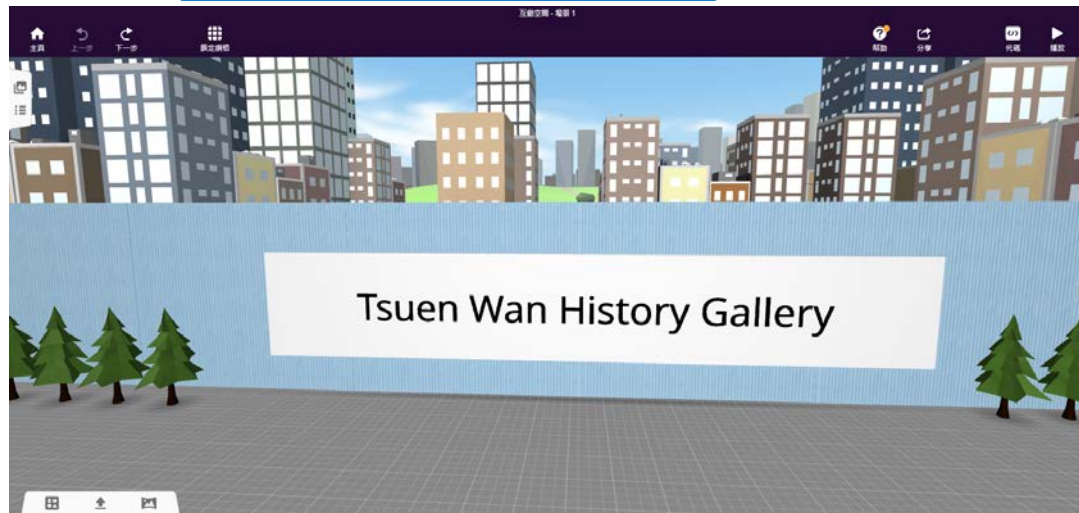 互動空間 - 場景 1
主頁
上一步
下一步
鎖定網格
幫助
分享
代碼
播放
Tsuen Wan History Gallery